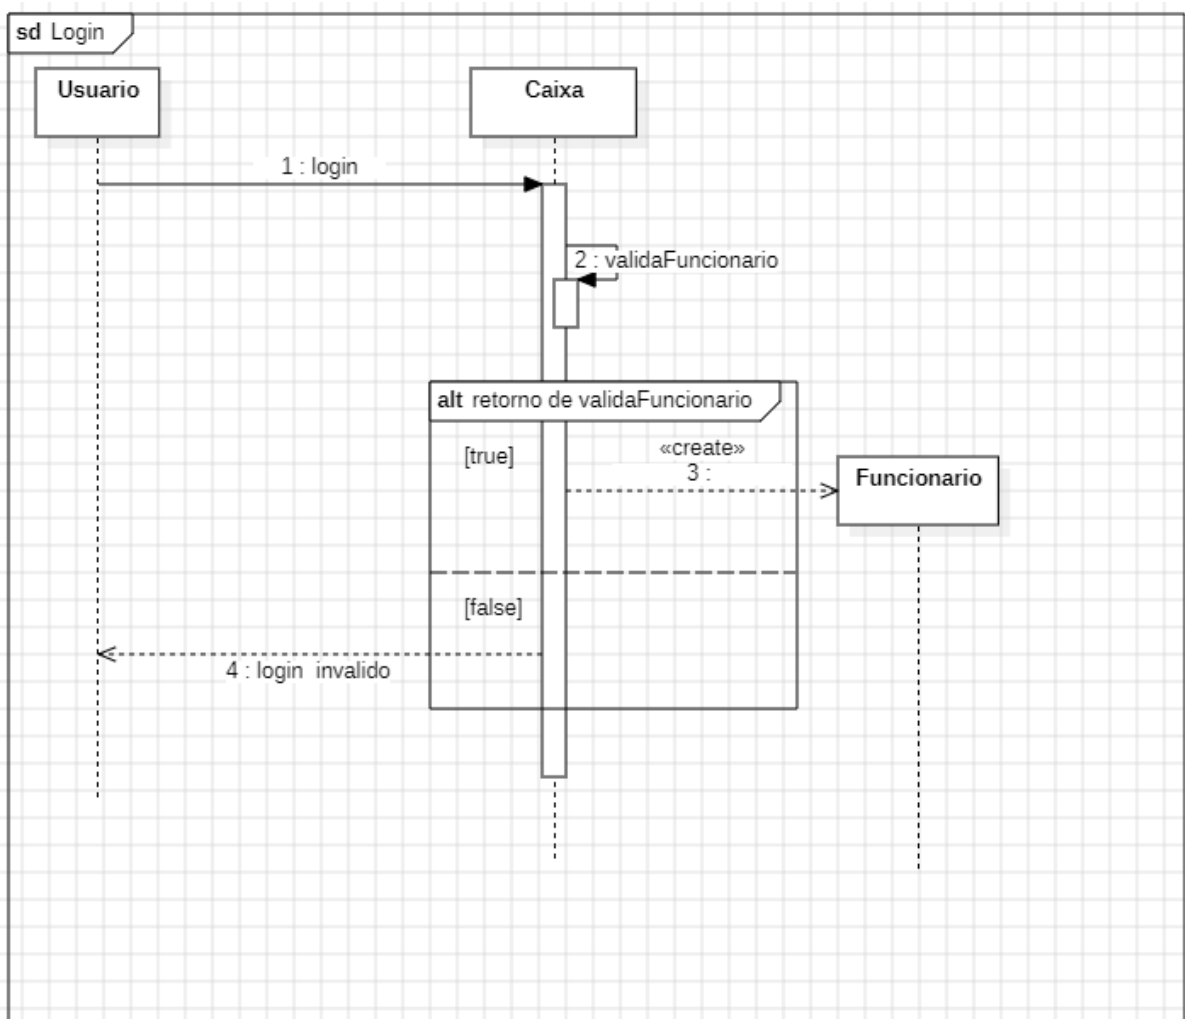 sd Login
Usuario
Caixa
1 : login
2 : validaFuncionario
alt retorno de validaFuncionario
[true]
«create»
3 :
Funcionario
[false]
4 : login invalido